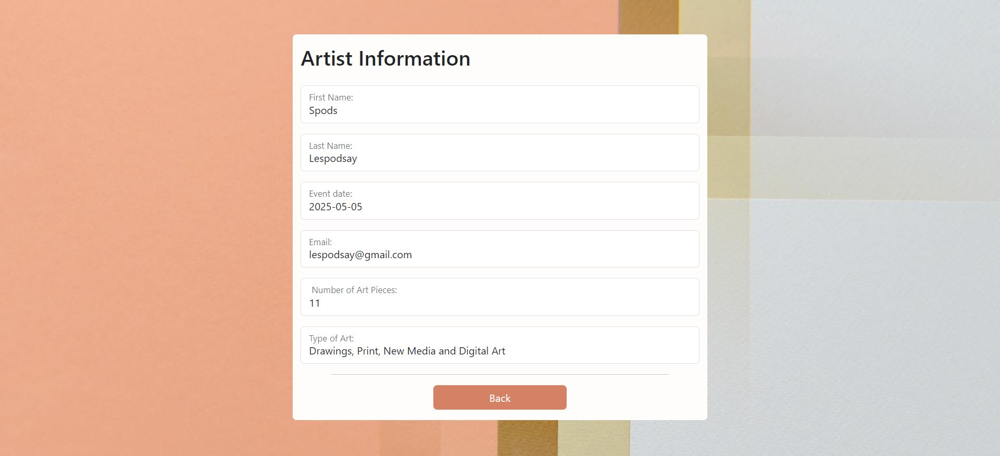 Artist Information
First Name:
Spods
Last Name:
Lespodsay
Event date:
2025-05-05
Email:
lespodsay@gmail.com
Number of Art Pieces:
11
Type of Art:
Drawings, Print, New Media and Digital Art
Back